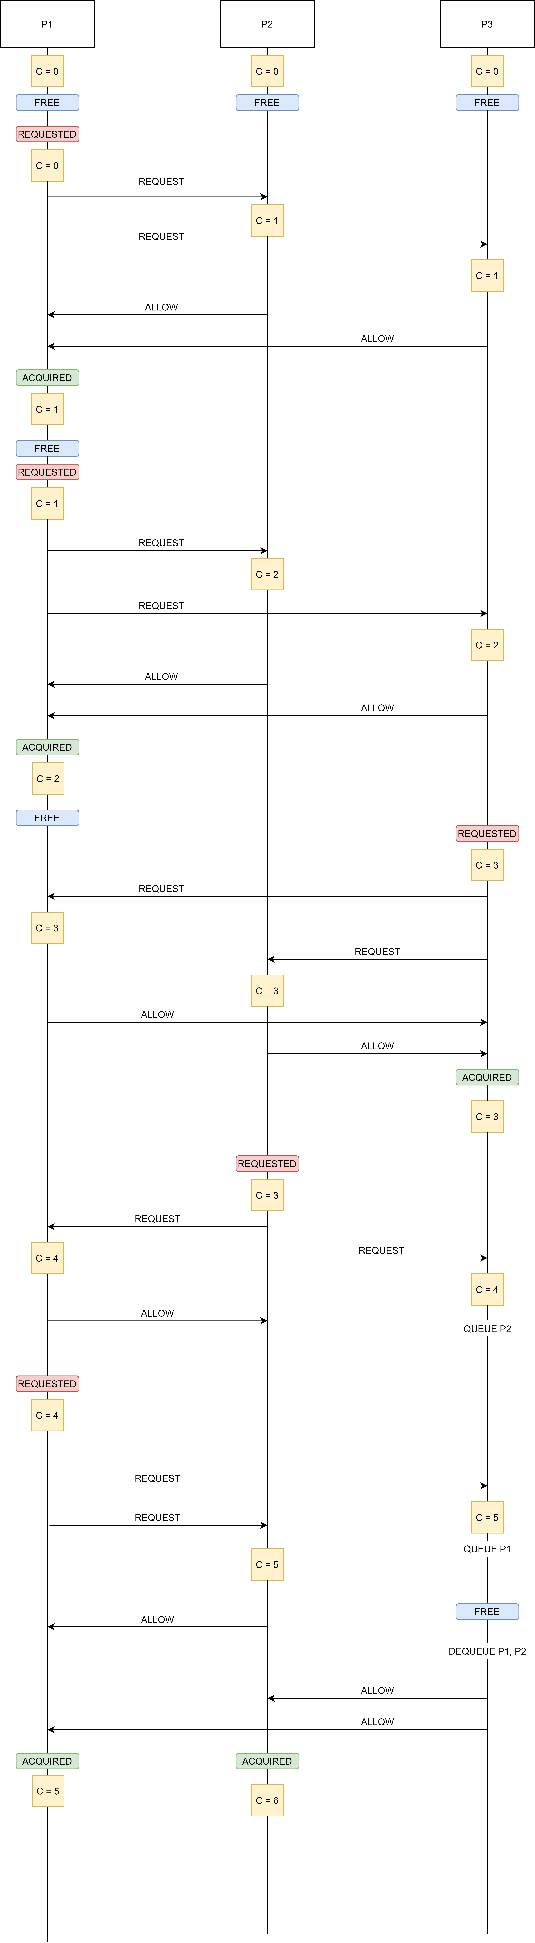 P1 P2 P3
C = 0 C = 0 C = 0
FREE FREE FREE
REQUESTED
C = 0
REQUEST
C = 1
REQUEST
C = 1
ALLOW
ALLOW
ACQUIRED
C = 1
FREE
REQUESTED
C = 1
REQUEST
C = 2
REQUEST
C = 2
ALLOW
ALLOW
ACQUIRED
C = 2
FREE
REQUESTED
C = 3
REQUEST
C = 3
REQUEST
C = 3
ALLOW
ALLOW
ACQUIRED
C = 3
REQUESTED
C = 3
REQUEST
REQUEST
C = 4
C = 4
ALLOW
QUEUE P2
REQUESTED
C = 4
REQUEST
REQUEST
C = 5
QUEUE P1
C = 5
FREE
ALLOW
DEQUEUE P1, P2
ALLOW
ALLOW
ACQUIRED ACQUIRED
C = 5
C = 6